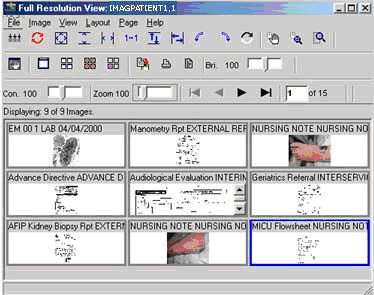 Full Resolution View: IMAGPATIENT1,1
File Image View Layout Page Help
1-1
Bri. 100
Con. 100 Zoom 100 1 of 15
Displaying: 9 of 9 Images.
EM 00 1 LAB 04/04/2000 Manometry Rpt EXTERNAL REF NURSING NOTE NURSING NO
Advance Directive ADVANCE D Audiological Evaluation INTERIN Geriatrics Referral INTERSERVI
AFIP Kidney Biopsy Rpt EXTERN NURSING NOTE NURSING NO MICU Flowsheet NURSING NOT